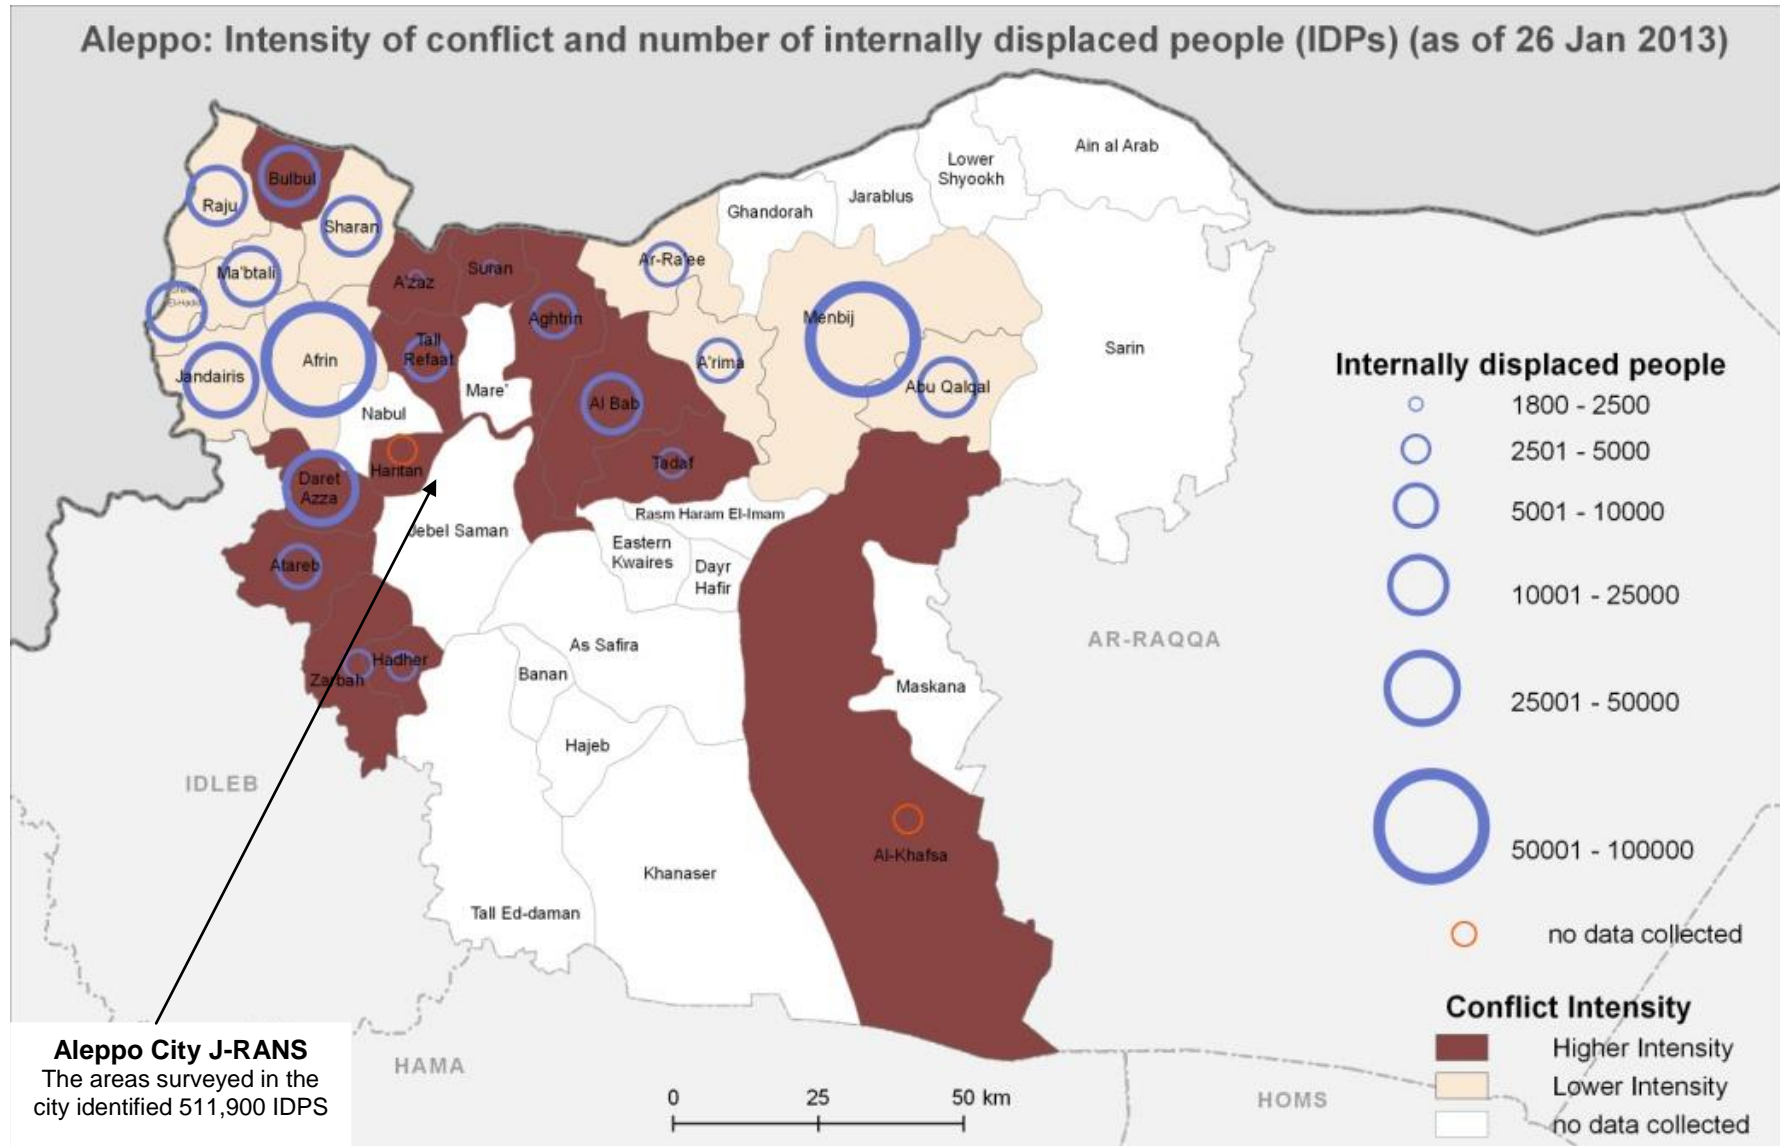 Aleppo: Intensity of conflict and number of internally displaced people (IDPs) (as of 26 Jan 2013)
Ain al Arab
Lower
Shyookh
Jarablus
Ghandorah
Bulbul
Raju
Sharan
Ma'btali
El-Hadid
Jandairis
Afrin
A'zaz
Suran
Tall
Refaat
Aghtrin
Mare'
Nabul
Haritan
Ar-Ra'ee
A'rima
Menbij
Abu Qalqal
Sarin
Al Bab
Tadaf
Daret
Azza
Jebel Saman
Rasm Haram El-Imam
Eastern
Kwaires
Dayr
Hafir
Atareb
Hadher
Zarbah
As Safira
Banan
Hajeb
Maskana
Khanaser
Al-Khafsa
Tall Ed-daman
IDLEB
AR-RAQQA
HAMA
HOMS
Internally displaced people
1800 - 2500
2501 - 5000
5001 - 10000
10001 - 25000
25001 - 50000
50001 - 100000
no data collected
Conflict Intensity
Higher Intensity
Lower Intensity
no data collected
Aleppo City J-RANS
The areas surveyed in the
city identified 511,900 IDPS
0 25 50 km